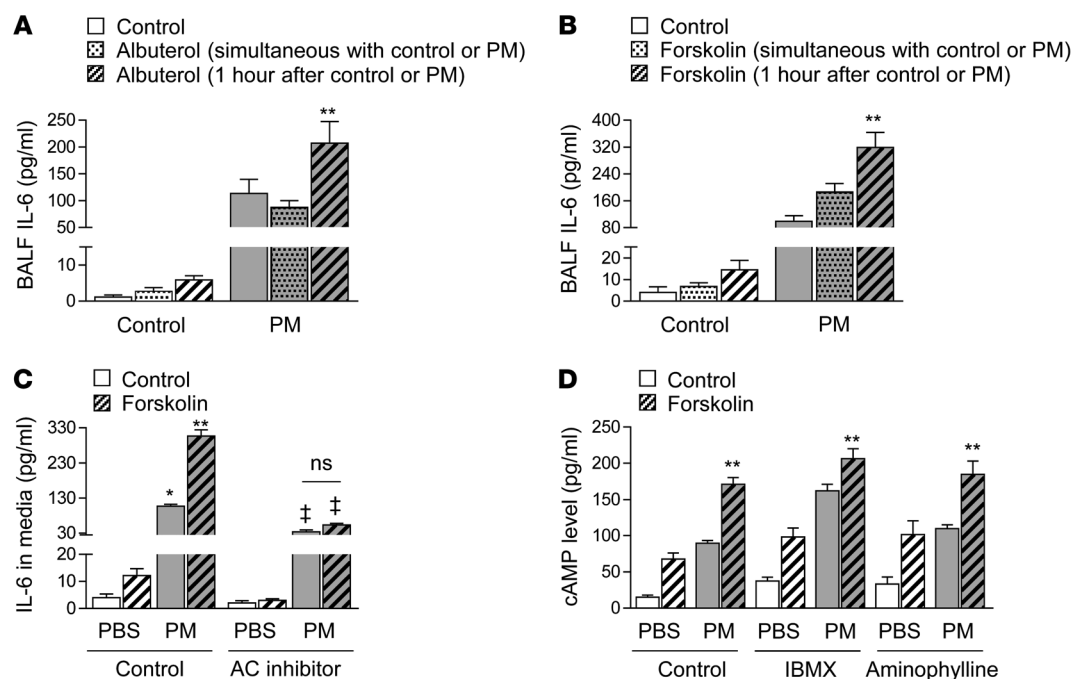 A
Control
Albuterol (simultaneous with control or PM)
Albuterol (1 hour after control or PM)
BALF IL-6 (pg/ml)
250
200
150
100
50
10
0
**
Control
PM
B
Control
Forskolin (simultaneous with control or PM)
Forskolin (1 hour after control or PM)
BALF IL-6 (pg/ml)
400
320
240
160
80
20
10
0
**
Control
PM
C
Control
Forskolin
IL-6 in media (pg/ml)
330
230
130
30
20
10
0
*
**
ns
‡
‡
PBS
PM
PBS
PM
Control
AC inhibitor
D
Control
Forskolin
cAMP level (pg/ml)
250
200
150
100
50
0
**
**
**
PBS
PM
PBS
PM
PBS
PM
Control
IBMX
Aminophylline